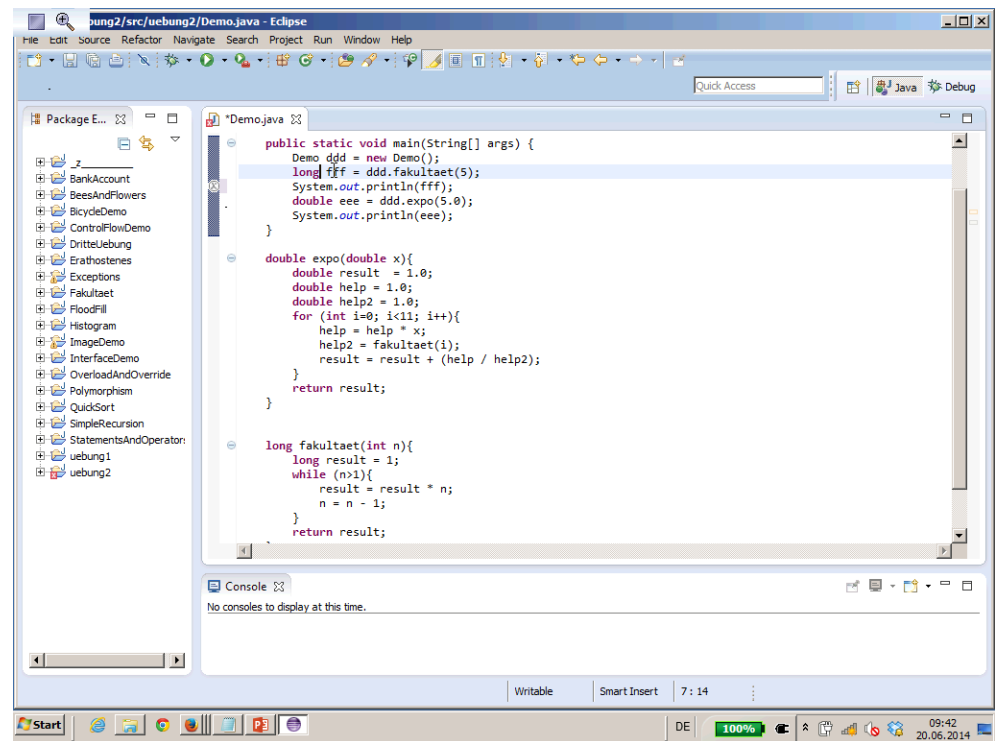 bung2/src/uebung2/Demo.java - Eclipse
File Edit Source Refactor Navigate Search Project Run Window Help
Quick Access
Java
Debug
Package E...
*Demo.java
_z_________
BankAccount
BeesAndFlowers
BicycleDemo
ControlFlowDemo
DritteUebung
Erathostenes
Exceptions
Fakultaet
FloodFill
Histogram
ImageDemo
InterfaceDemo
OverloadAndOverride
Polymorphism
QuickSort
SimpleRecursion
StatementsAndOperator
uebung1
uebung2
public static void main(String[] args) {
Demo ddd = new Demo();
long fff = ddd.fakultaet(5);
System.out.println(fff);
double eee = ddd.expo(5.0);
System.out.println(eee);
}
double expo(double x){
double result  = 1.0;
double help = 1.0;
double help2 = 1.0;
for (int i=0; i<11; i++){
help = help * x;
help2 = fakultaet(i);
result = result + (help / help2);
}
return result;
}
long fakultaet(int n){
long result = 1;
while (n>1){
result = result * n;
n = n - 1;
}
return result;
Console
No consoles to display at this time.
Writable
Smart Insert
7 : 14
Start
DE
100%
09:42
20.06.2014